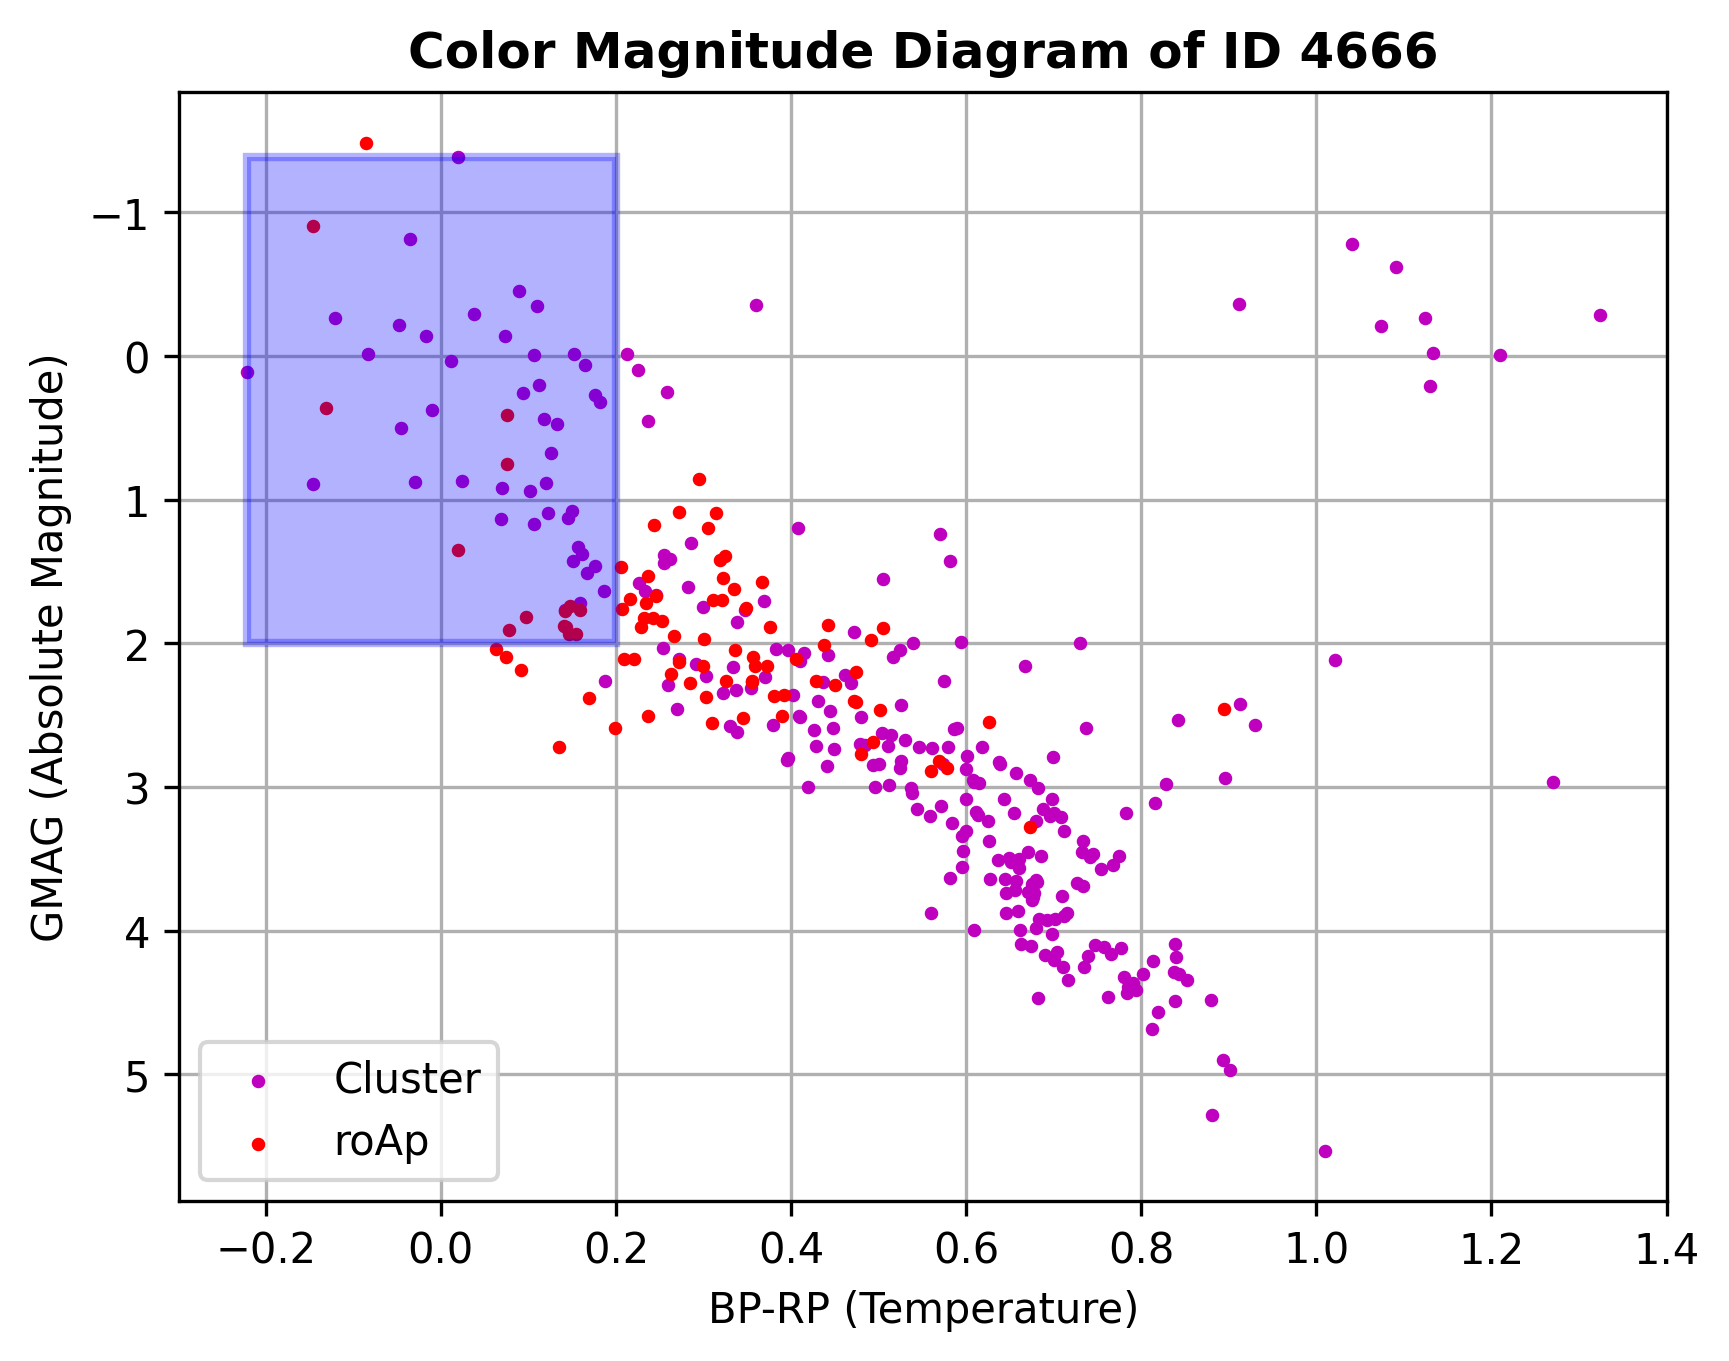 Color Magnitude Diagram of ID 4666
GMAG (Absolute Magnitude)
−1
0
1
2
3
4
5
Cluster
roAp
−0.2 0.0 0.2 0.4 0.6 0.8 1.0 1.2 1.4
BP-RP (Temperature)